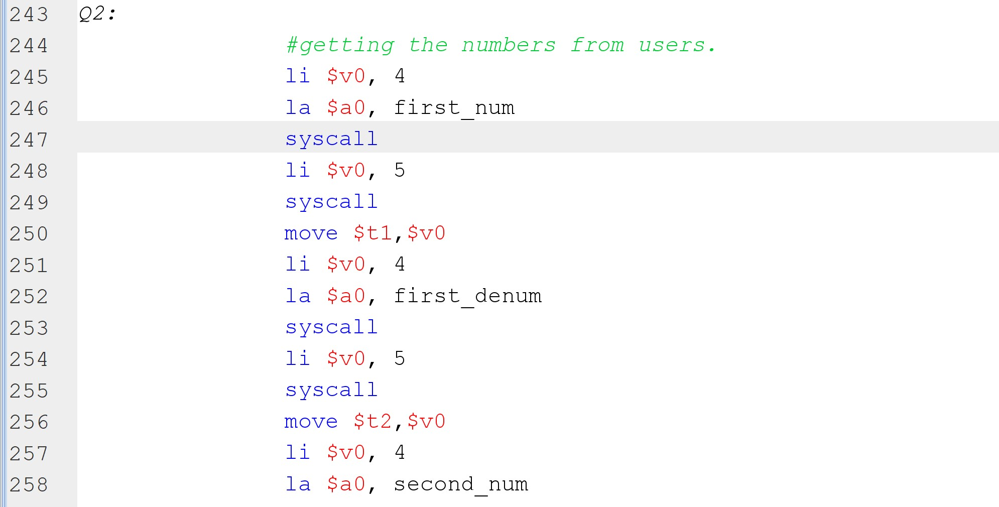 243 Q2:
244 #getting the numbers from users.
245 li $v0, 4
246 la $a0, first_num
247 syscall
248 li $v0, 5
249 syscall
250 move $t1,$v0
251 li $v0, 4
252 la $a0, first_denum
253 syscall
254 li $v0, 5
255 syscall
256 move $t2,$v0
257 li $v0, 4
258 la $a0, second_num